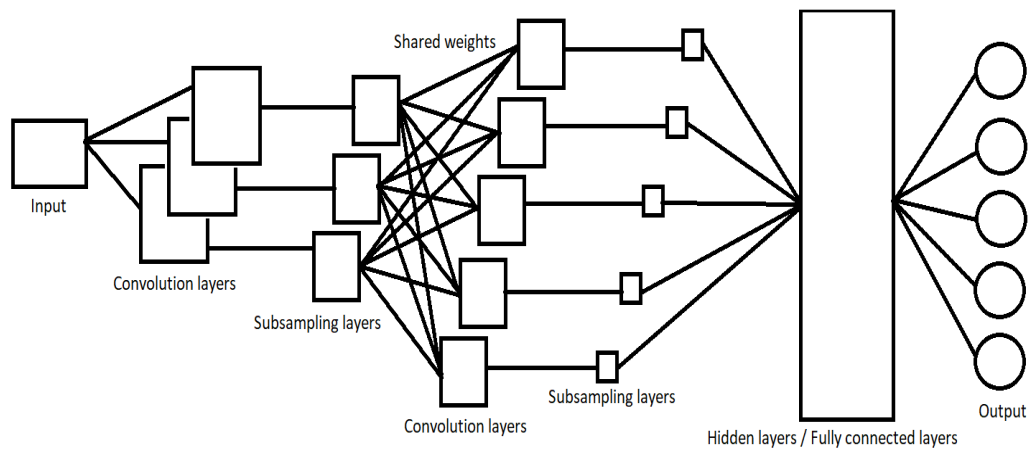 Shared weights
Input
Convolution layers
Subsampling layers
Convolution layers
Subsampling layers
Hidden layers / Fully connected layers
Output